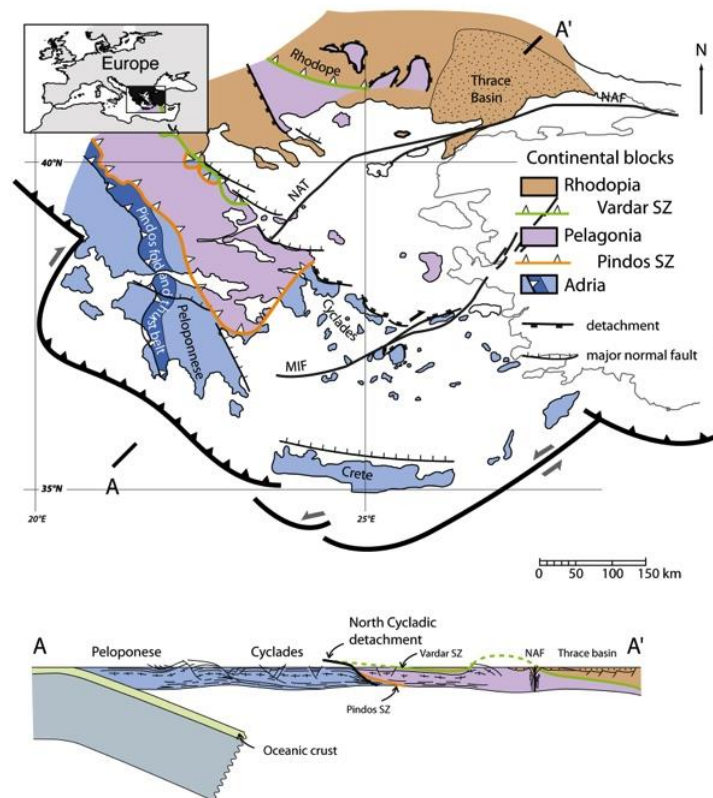 Europe
A'
N
Rhodope
Thrace
Basin
NAF
40°N
NAT
Continental blocks
Rhodopia
Vardar SZ
Pelagonia
Pindos SZ
Adria
Pindos fold and
thrust belt
Peloponnese
Cyclades
detachment
major normal fault
MIF
A
Crete
35°N
20°E
25°E
0 50 100 150 km
North Cycladic
detachment
A
Peloponese
Cyclades
Vardar SZ
NAF
Thrace basin
A'
Pindos SZ
Oceanic crust